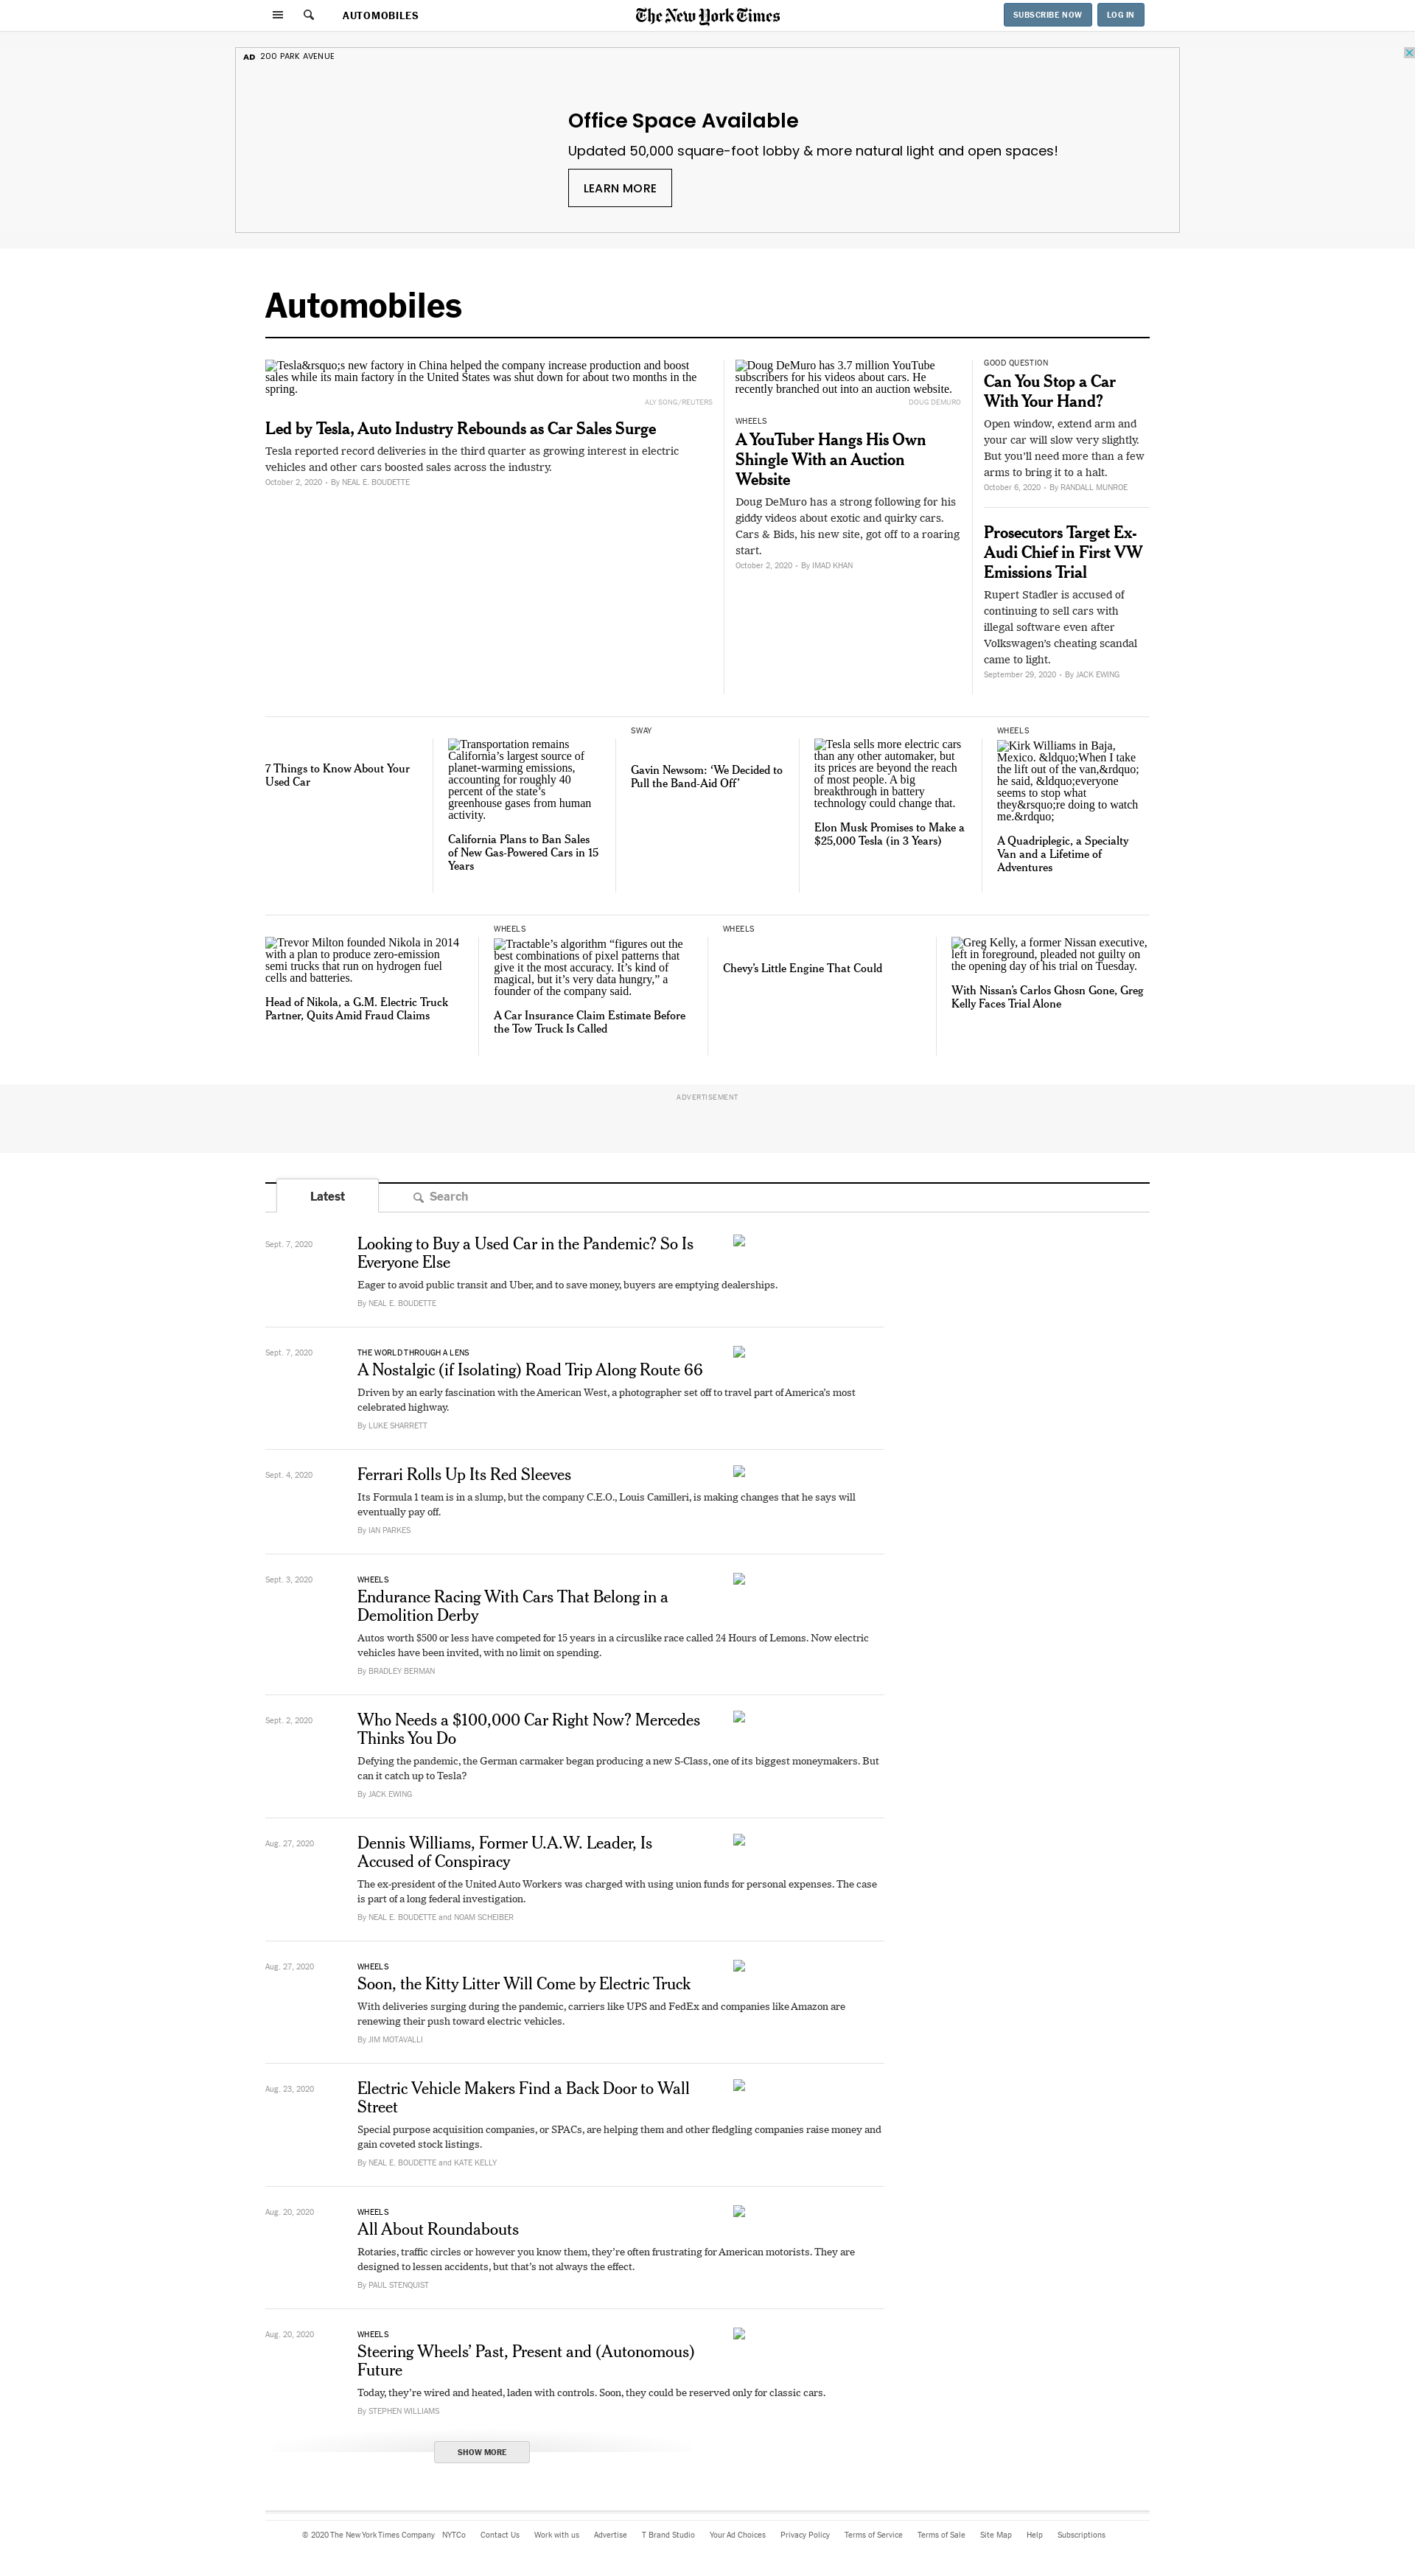 AUTOMOBILES
The New York Times
SUBSCRIBE NOW
LOG IN
AD 200 PARK AVENUE
Office Space Available
Updated 50,000 square-foot lobby & more natural light and open spaces!
LEARN MORE
Automobiles
Tesla&rsquo;s new factory in China helped the company increase production and boost
sales while its main factory in the United States was shut down for about two months in the
spring.
ALY SONG/REUTERS
Led by Tesla, Auto Industry Rebounds as Car Sales Surge
Tesla reported record deliveries in the third quarter as growing interest in electric
vehicles and other cars boosted sales across the industry.
October 2, 2020 • By NEAL E. BOUDETTE
Doug DeMuro has 3.7 million YouTube
subscribers for his videos about cars. He
recently branched out into an auction website.
DOUG DEMURO
WHEELS
A YouTuber Hangs His Own
Shingle With an Auction
Website
Doug DeMuro has a strong following for his
giddy videos about exotic and quirky cars.
Cars & Bids, his new site, got off to a roaring
start.
October 2, 2020 • By IMAD KHAN
GOOD QUESTION
Can You Stop a Car
With Your Hand?
Open window, extend arm and
your car will slow very slightly.
But you’ll need more than a few
arms to bring it to a halt.
October 6, 2020 • By RANDALL MUNROE
Prosecutors Target Ex-
Audi Chief in First VW
Emissions Trial
Rupert Stadler is accused of
continuing to sell cars with
illegal software even after
Volkswagen’s cheating scandal
came to light.
September 29, 2020 • By JACK EWING
7 Things to Know About Your
Used Car
Transportation remains
California’s largest source of
planet-warming emissions,
accounting for roughly 40
percent of the state’s
greenhouse gases from human
activity.
California Plans to Ban Sales
of New Gas-Powered Cars in 15
Years
SWAY
Gavin Newsom: ‘We Decided to
Pull the Band-Aid Off’
Tesla sells more electric cars
than any other automaker, but
its prices are beyond the reach
of most people. A big
breakthrough in battery
technology could change that.
Elon Musk Promises to Make a
$25,000 Tesla (in 3 Years)
WHEELS
Kirk Williams in Baja,
Mexico. &ldquo;When I take
the lift out of the van,&rdquo;
he said, &ldquo;everyone
seems to stop what
they&rsquo;re doing to watch
me.&rdquo;
A Quadriplegic, a Specialty
Van and a Lifetime of
Adventures
Trevor Milton founded Nikola in 2014
with a plan to produce zero-emission
semi trucks that run on hydrogen fuel
cells and batteries.
Head of Nikola, a G.M. Electric Truck
Partner, Quits Amid Fraud Claims
WHEELS
Tractable’s algorithm “figures out the
best combinations of pixel patterns that
give it the most accuracy. It’s kind of
magical, but it’s very data hungry,” a
founder of the company said.
A Car Insurance Claim Estimate Before
the Tow Truck Is Called
WHEELS
Chevy’s Little Engine That Could
Greg Kelly, a former Nissan executive,
left in foreground, pleaded not guilty on
the opening day of his trial on Tuesday.
With Nissan’s Carlos Ghosn Gone, Greg
Kelly Faces Trial Alone
ADVERTISEMENT
Latest
Search
Sept. 7, 2020
Looking to Buy a Used Car in the Pandemic? So Is
Everyone Else
Eager to avoid public transit and Uber, and to save money, buyers are emptying dealerships.
By NEAL E. BOUDETTE
Sept. 7, 2020
THE WORLD THROUGH A LENS
A Nostalgic (if Isolating) Road Trip Along Route 66
Driven by an early fascination with the American West, a photographer set off to travel part of America’s most
celebrated highway.
By LUKE SHARRETT
Sept. 4, 2020
Ferrari Rolls Up Its Red Sleeves
Its Formula 1 team is in a slump, but the company C.E.O., Louis Camilleri, is making changes that he says will
eventually pay off.
By IAN PARKES
Sept. 3, 2020
WHEELS
Endurance Racing With Cars That Belong in a
Demolition Derby
Autos worth $500 or less have competed for 15 years in a circuslike race called 24 Hours of Lemons. Now electric
vehicles have been invited, with no limit on spending.
By BRADLEY BERMAN
Sept. 2, 2020
Who Needs a $100,000 Car Right Now? Mercedes
Thinks You Do
Defying the pandemic, the German carmaker began producing a new S-Class, one of its biggest moneymakers. But
can it catch up to Tesla?
By JACK EWING
Aug. 27, 2020
Dennis Williams, Former U.A.W. Leader, Is
Accused of Conspiracy
The ex-president of the United Auto Workers was charged with using union funds for personal expenses. The case
is part of a long federal investigation.
By NEAL E. BOUDETTE and NOAM SCHEIBER
Aug. 27, 2020
WHEELS
Soon, the Kitty Litter Will Come by Electric Truck
With deliveries surging during the pandemic, carriers like UPS and FedEx and companies like Amazon are
renewing their push toward electric vehicles.
By JIM MOTAVALLI
Aug. 23, 2020
Electric Vehicle Makers Find a Back Door to Wall
Street
Special purpose acquisition companies, or SPACs, are helping them and other fledgling companies raise money and
gain coveted stock listings.
By NEAL E. BOUDETTE and KATE KELLY
Aug. 20, 2020
WHEELS
All About Roundabouts
Rotaries, traffic circles or however you know them, they’re often frustrating for American motorists. They are
designed to lessen accidents, but that’s not always the effect.
By PAUL STENQUIST
Aug. 20, 2020
WHEELS
Steering Wheels’ Past, Present and (Autonomous)
Future
Today, they’re wired and heated, laden with controls. Soon, they could be reserved only for classic cars.
By STEPHEN WILLIAMS
SHOW MORE
© 2020 The New York Times Company NYTCo Contact Us Work with us Advertise T Brand Studio Your Ad Choices Privacy Policy Terms of Service Terms of Sale Site Map Help Subscriptions